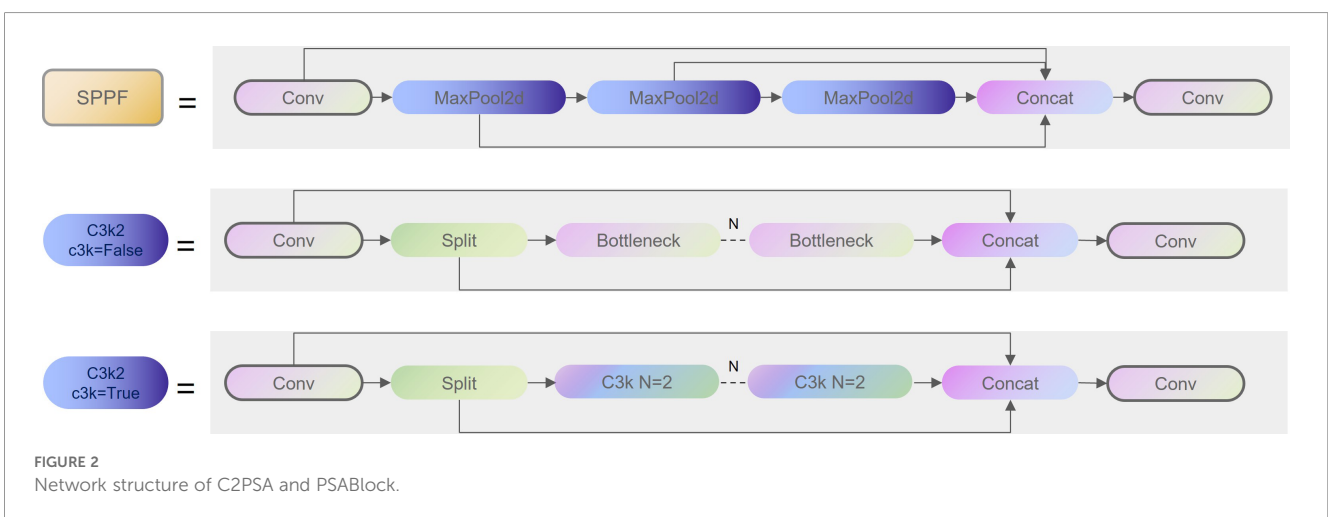 SPPF = Conv MaxPool2d MaxPool2d MaxPool2d Concat Conv
C3k2
c3k=False
= Conv Split Bottleneck N Bottleneck Concat Conv
C3k2
c3k=True
= Conv Split C3k N=2 N C3k N=2 Concat Conv
FIGURE 2
Network structure of C2PSA and PSABlock.